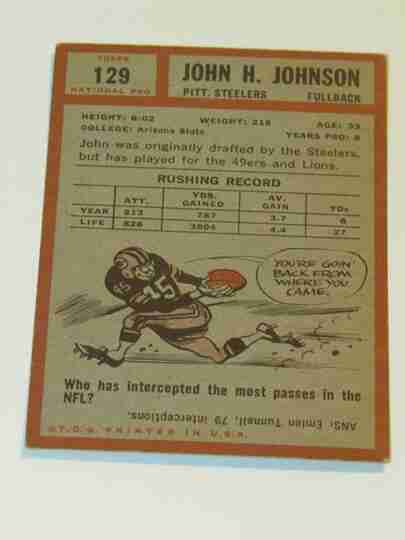 TOPPS
129
NATIONAL PRO
JOHN H. JOHNSON
PITT. STEELERS FULLBACK
HEIGHT: 6-02 WEIGHT: 218 AGE: 33
COLLEGE: Arizona State YEARS PRO: 8
John was originally drafted by the Steelers,
but has played for the 49ers and Lions.
RUSHING RECORD
ATT. YDS. GAINED AV. GAIN TDs
YEAR 213 787 3.7 6
LIFE 826 3604 4.4 27
YOU'RE GOIN'
BACK FROM
WHERE YOU
CAME.
35
Who has intercepted the most passes in the
NFL?
ANS: Emlen Tunnell, 79 interceptions.
©T.C.G. PRINTED IN U.S.A.